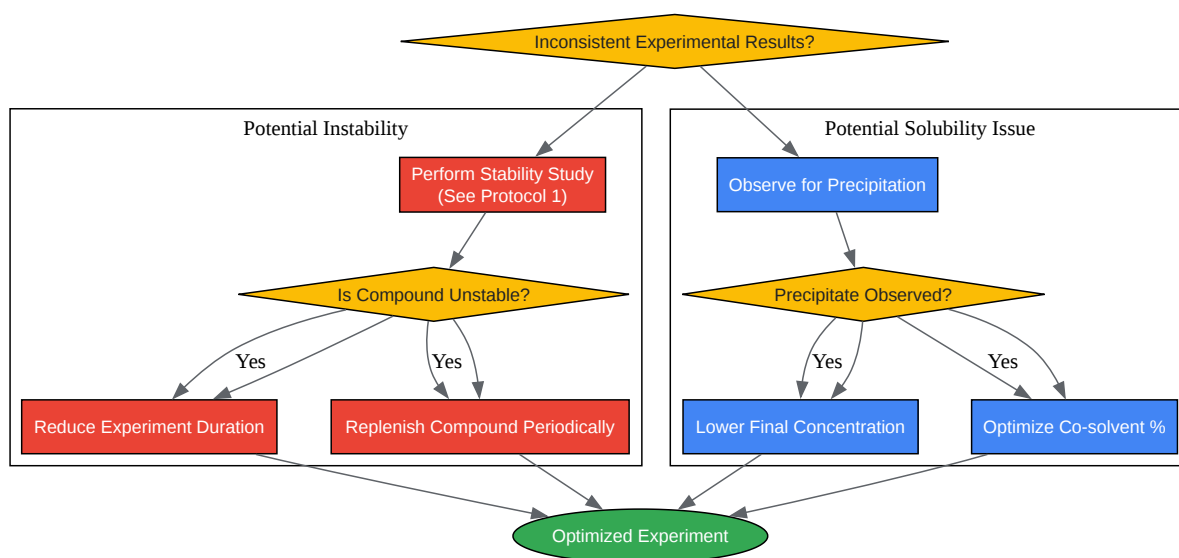 Inconsistent Experimental Results?
Potential Instability
Potential Solubility Issue
Perform Stability Study
(See Protocol 1)
Observe for Precipitation
Is Compound Unstable?
Precipitate Observed?
Yes
Yes
Yes
Yes
Reduce Experiment Duration
Replenish Compound Periodically
Lower Final Concentration
Optimize Co-solvent %
Optimized Experiment